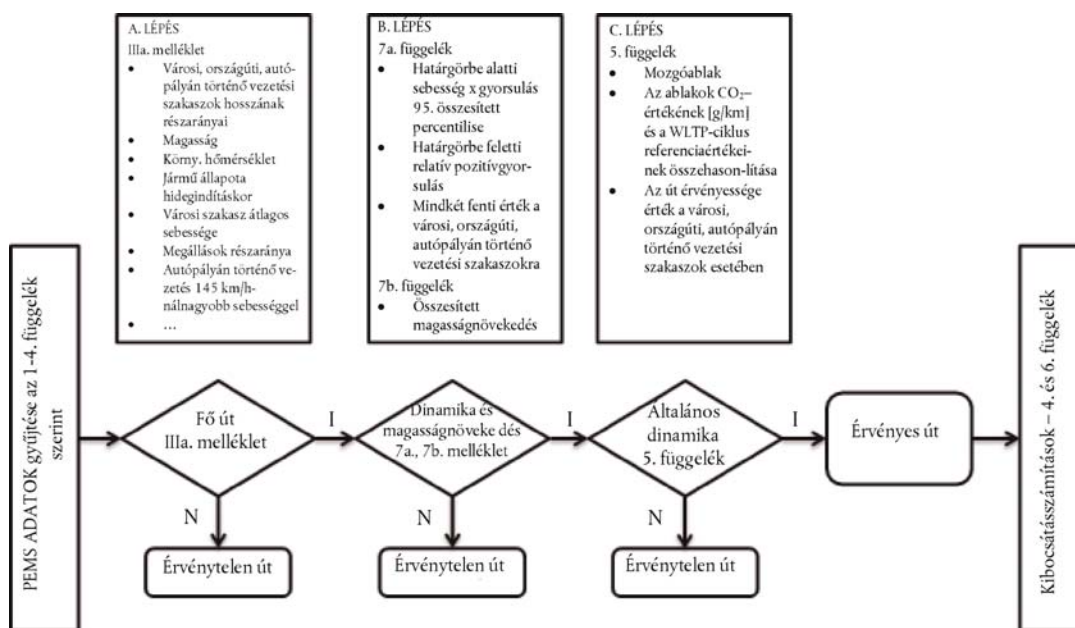 A. LÉPÉS
IIIa. melléklet
• Városi, országúti, autó-
pályán történő vezetési
szakaszok hosszának
részarányai
• Magasság
• Körny. hőmérséklet
• Jármű állapota
hidegindításkor
• Városi szakasz átlagos
sebessége
• Megállások részaránya
• Autópályán történő ve-
zetés 145 km/h-
nálnagyobb sebességgel
• …
B. LÉPÉS
7a. függelék
• Határgörbe alatti
sebesség x gyorsulás
95. összesített
percentilise
• Határgörbe feletti
relatív pozitívgyor-
sulás
• Mindkét fenti érték a
városi, országúti,
autópályán történő
vezetési szakaszokra
7b. függelék
• Összesített
magasságnövekedés
C. LÉPÉS
5. függelék
• Mozgóablak
• Az ablakok CO₂–
értékének [g/km]
és a WLTP-ciklus
referenciaértékei-
nek összehason-lítása
• Az út érvényessége
érték a városi,
országúti, autópályán
történő vezetési
szakaszok esetében
PEMS ADATOK gyűjtése az 1-4. függelék
szerint
Fő út
IIIa. melléklet
I
N
Érvénytelen út
Dinamika és
magasságnöveke dés
7a., 7b. melléklet
I
N
Érvénytelen út
Általános
dinamika
5. függelék
I
N
Érvénytelen út
Érvényes út
Kibocsátásszámítások – 4. és 6. függelék